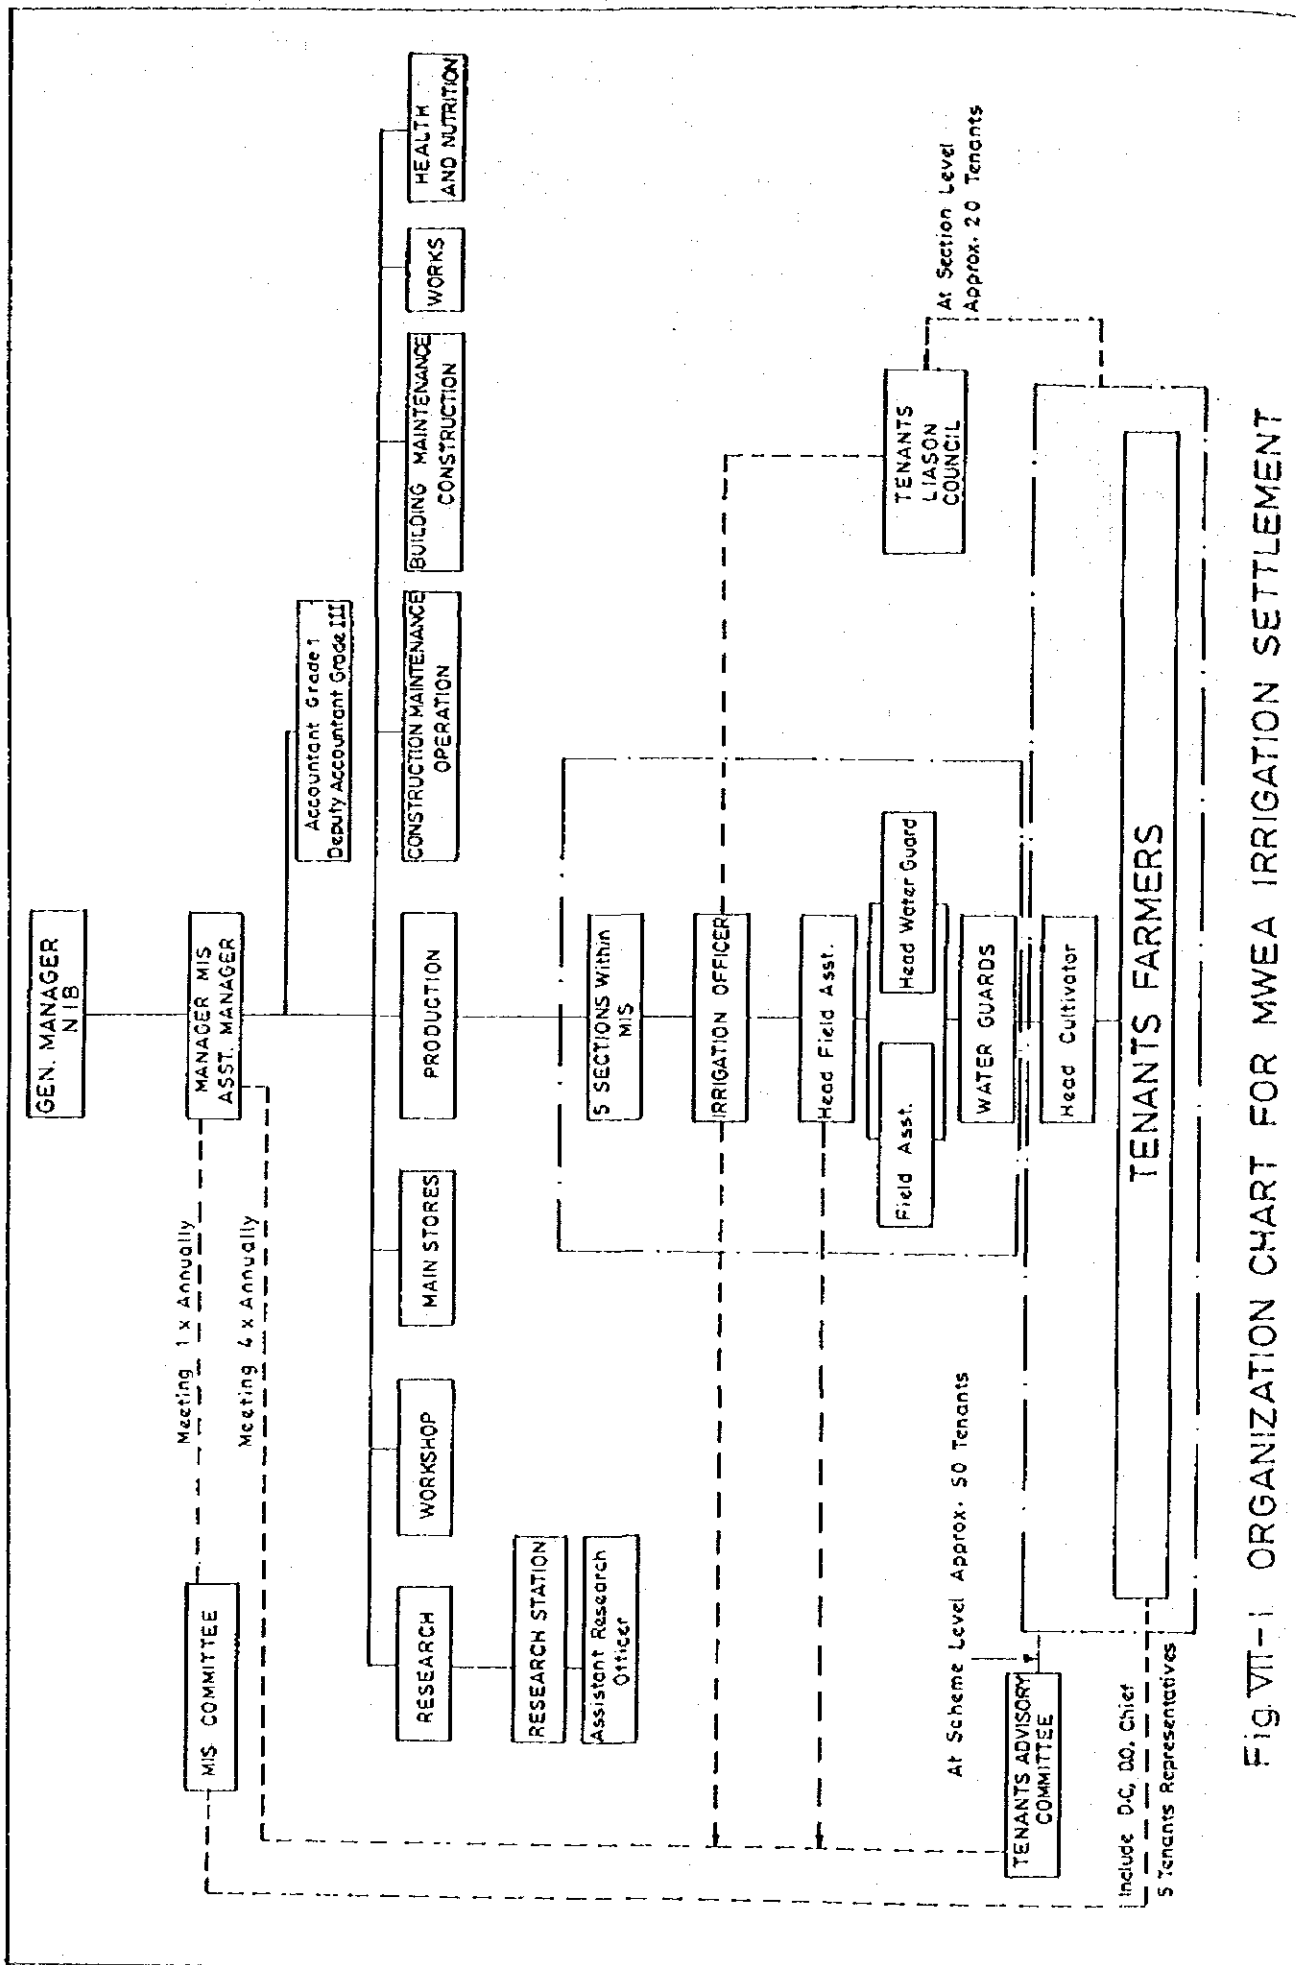 GEN. MANAGER
NIB
MANAGER MIS
ASST. MANAGER
Meeting 1 x Annually
Meeting 4 x Annually
MIS COMMITTEE
Accountant Grade 1
Deputy Accountant Grade III
RESEARCH
WORKSHOP
MAIN STORES
PRODUCTION
CONSTRUCTION MAINTENANCE
OPERATION
BUILDING MAINTENANCE
CONSTRUCTION
WORKS
HEALTH
AND NUTRITION
RESEARCH STATION
Assistant Research
Officer
5 SECTIONS Within
MIS
IRRIGATION OFFICER
Head Field Asst.
Field Asst.
Head Water Guard
WATER GUARDS
TENANTS
LIASON
COUNCIL
At Section Level
Approx. 20 Tenants
At Scheme Level Approx. 50 Tenants
TENANTS ADVISORY
COMMITTEE
Head Cultivator
TENANTS FARMERS
Include D.C, D.O. Chief
5 Tenants Representatives
Fig. VII-1 ORGANIZATION CHART FOR MWEA IRRIGATION SETTLEMENT